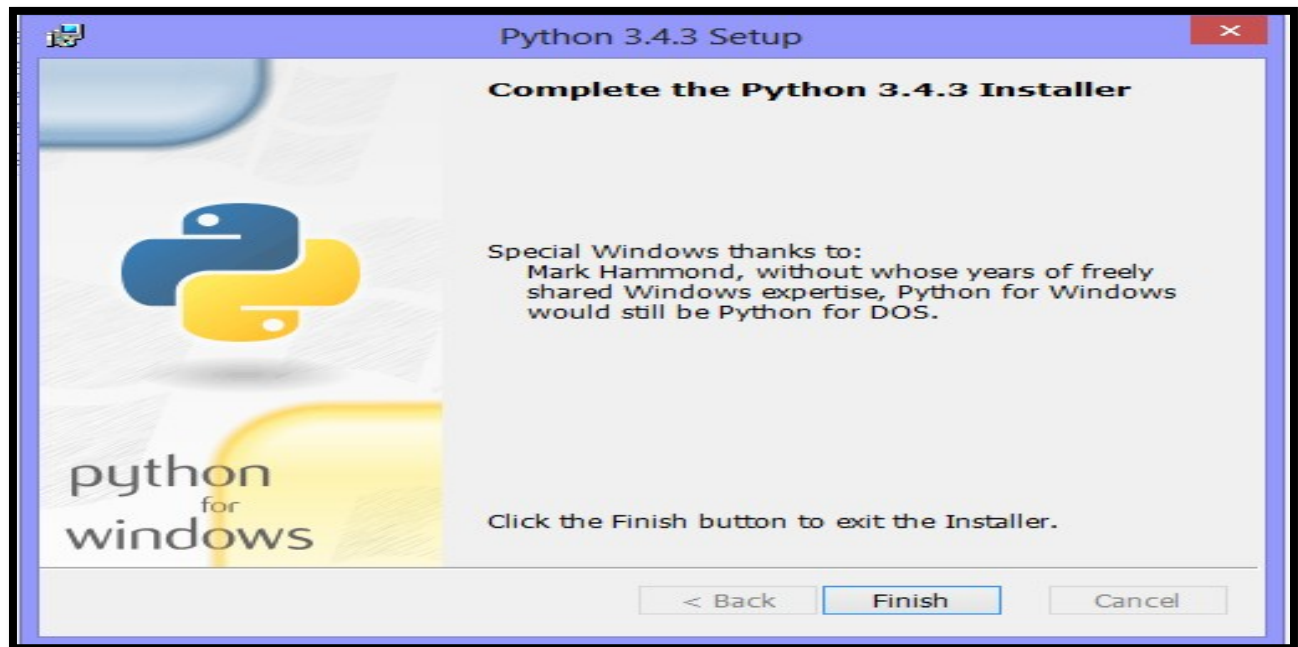 Python 3.4.3 Setup
Complete the Python 3.4.3 Installer
Special Windows thanks to:
Mark Hammond, without whose years of freely
shared Windows expertise, Python for Windows
would still be Python for DOS.
python
for
windows
Click the Finish button to exit the Installer.
< Back
Finish
Cancel